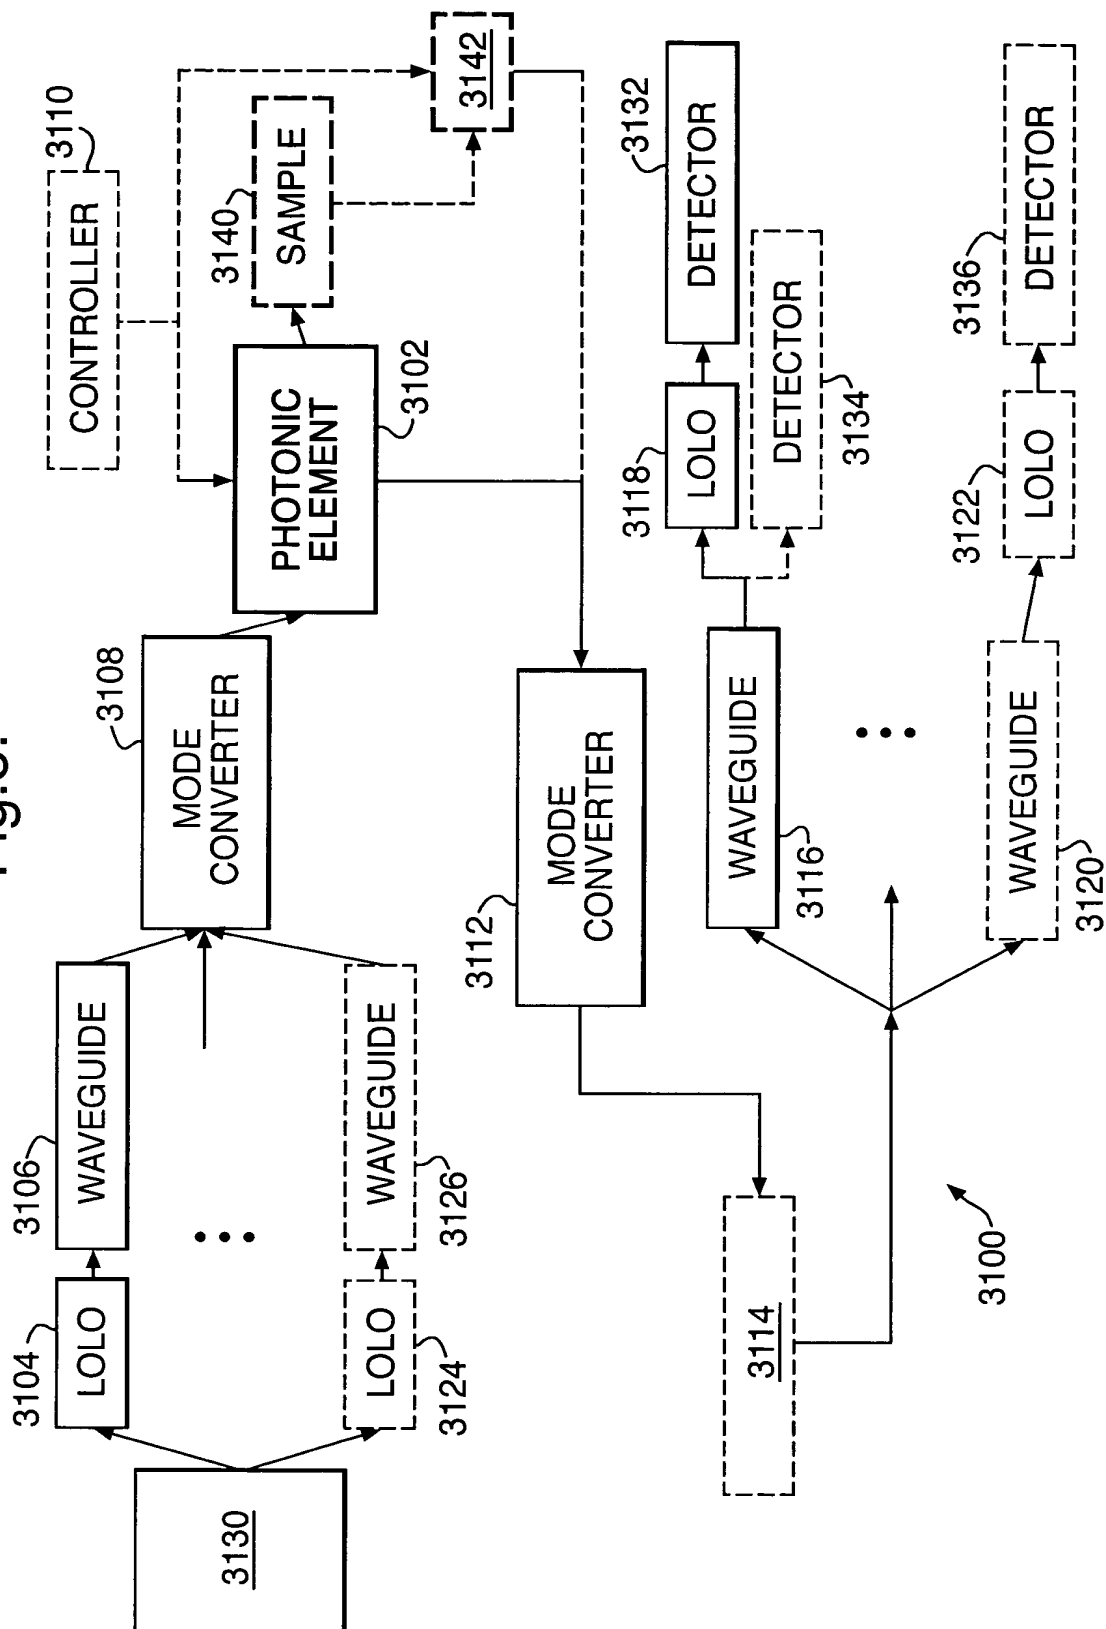 Fig.
3104
3106
3110
LOLO
WAVEGUIDE
CONTROLLER
3108
MODE
CONVERTER
3130
3140
SAMPLE
PHOTONIC
ELEMENT
3102
LOLO
WAVEGUIDE
3124
3126
3142
3112
MODE
CONVERTER
3118
3132
WAVEGUIDE
LOLO
DETECTOR
3116
DETECTOR
3134
3114
3122
3136
3100
WAVEGUIDE
LOLO
DETECTOR
3120